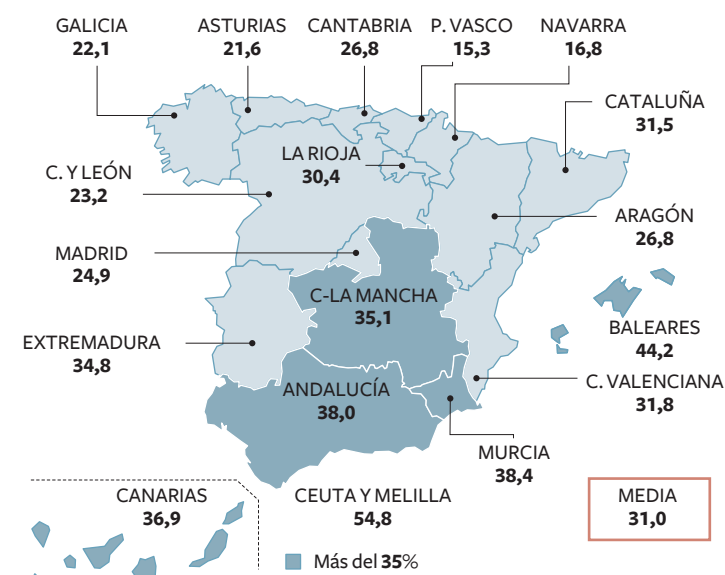 GALICIA
22,1
ASTURIAS
21,6
CANTABRIA
26,8
P. VASCO
15,3
NAVARRA
16,8
CATALUÑA
31,5
LA RIOJA
30,4
C. Y LEÓN
23,2
ARAGÓN
26,8
MADRID
24,9
C-LA MANCHA
35,1
BALEARES
44,2
EXTREMADURA
34,8
C. VALENCIANA
31,8
ANDALUCÍA
38,0
MURCIA
38,4
CANARIAS
36,9
CEUTA Y MELILLA
54,8
MEDIA
31,0
Más del 35%